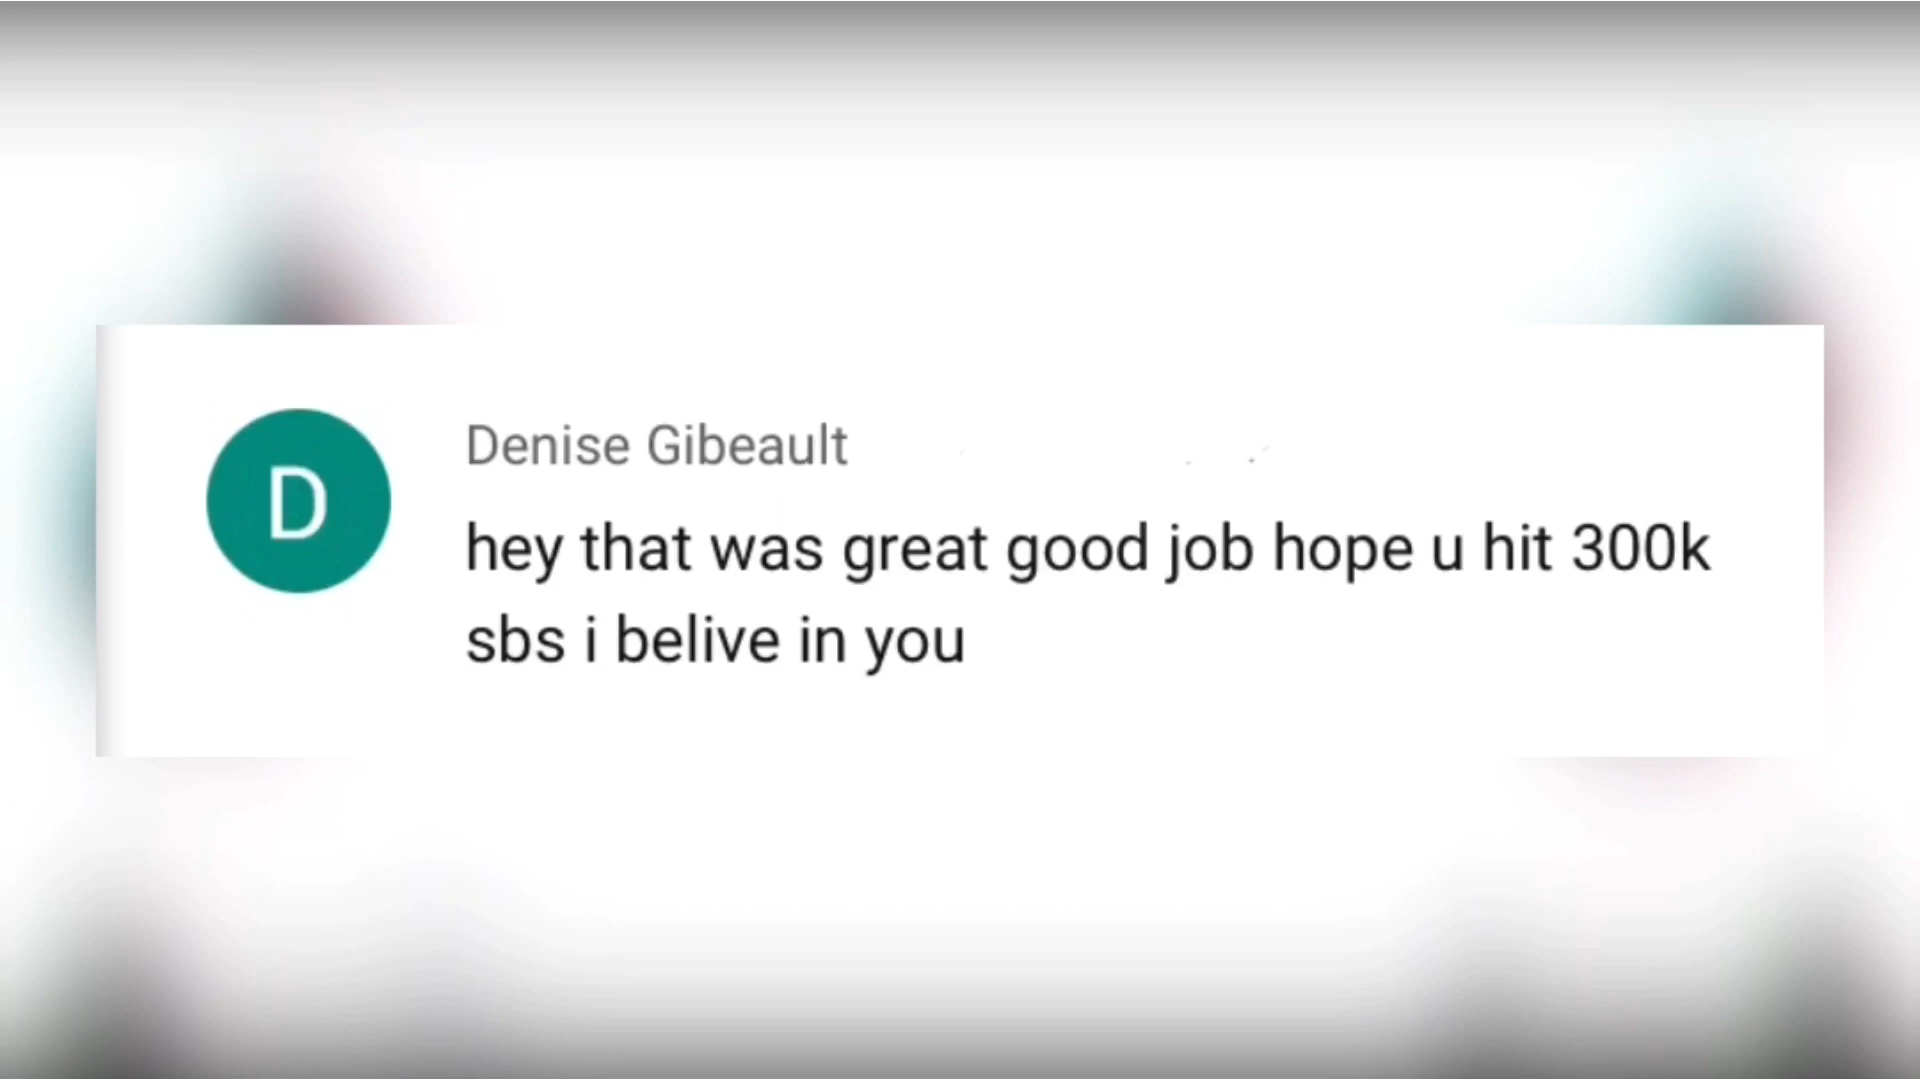 D
Denise Gibeault
hey that was great good job hope u hit 300k
sbs i belive in you